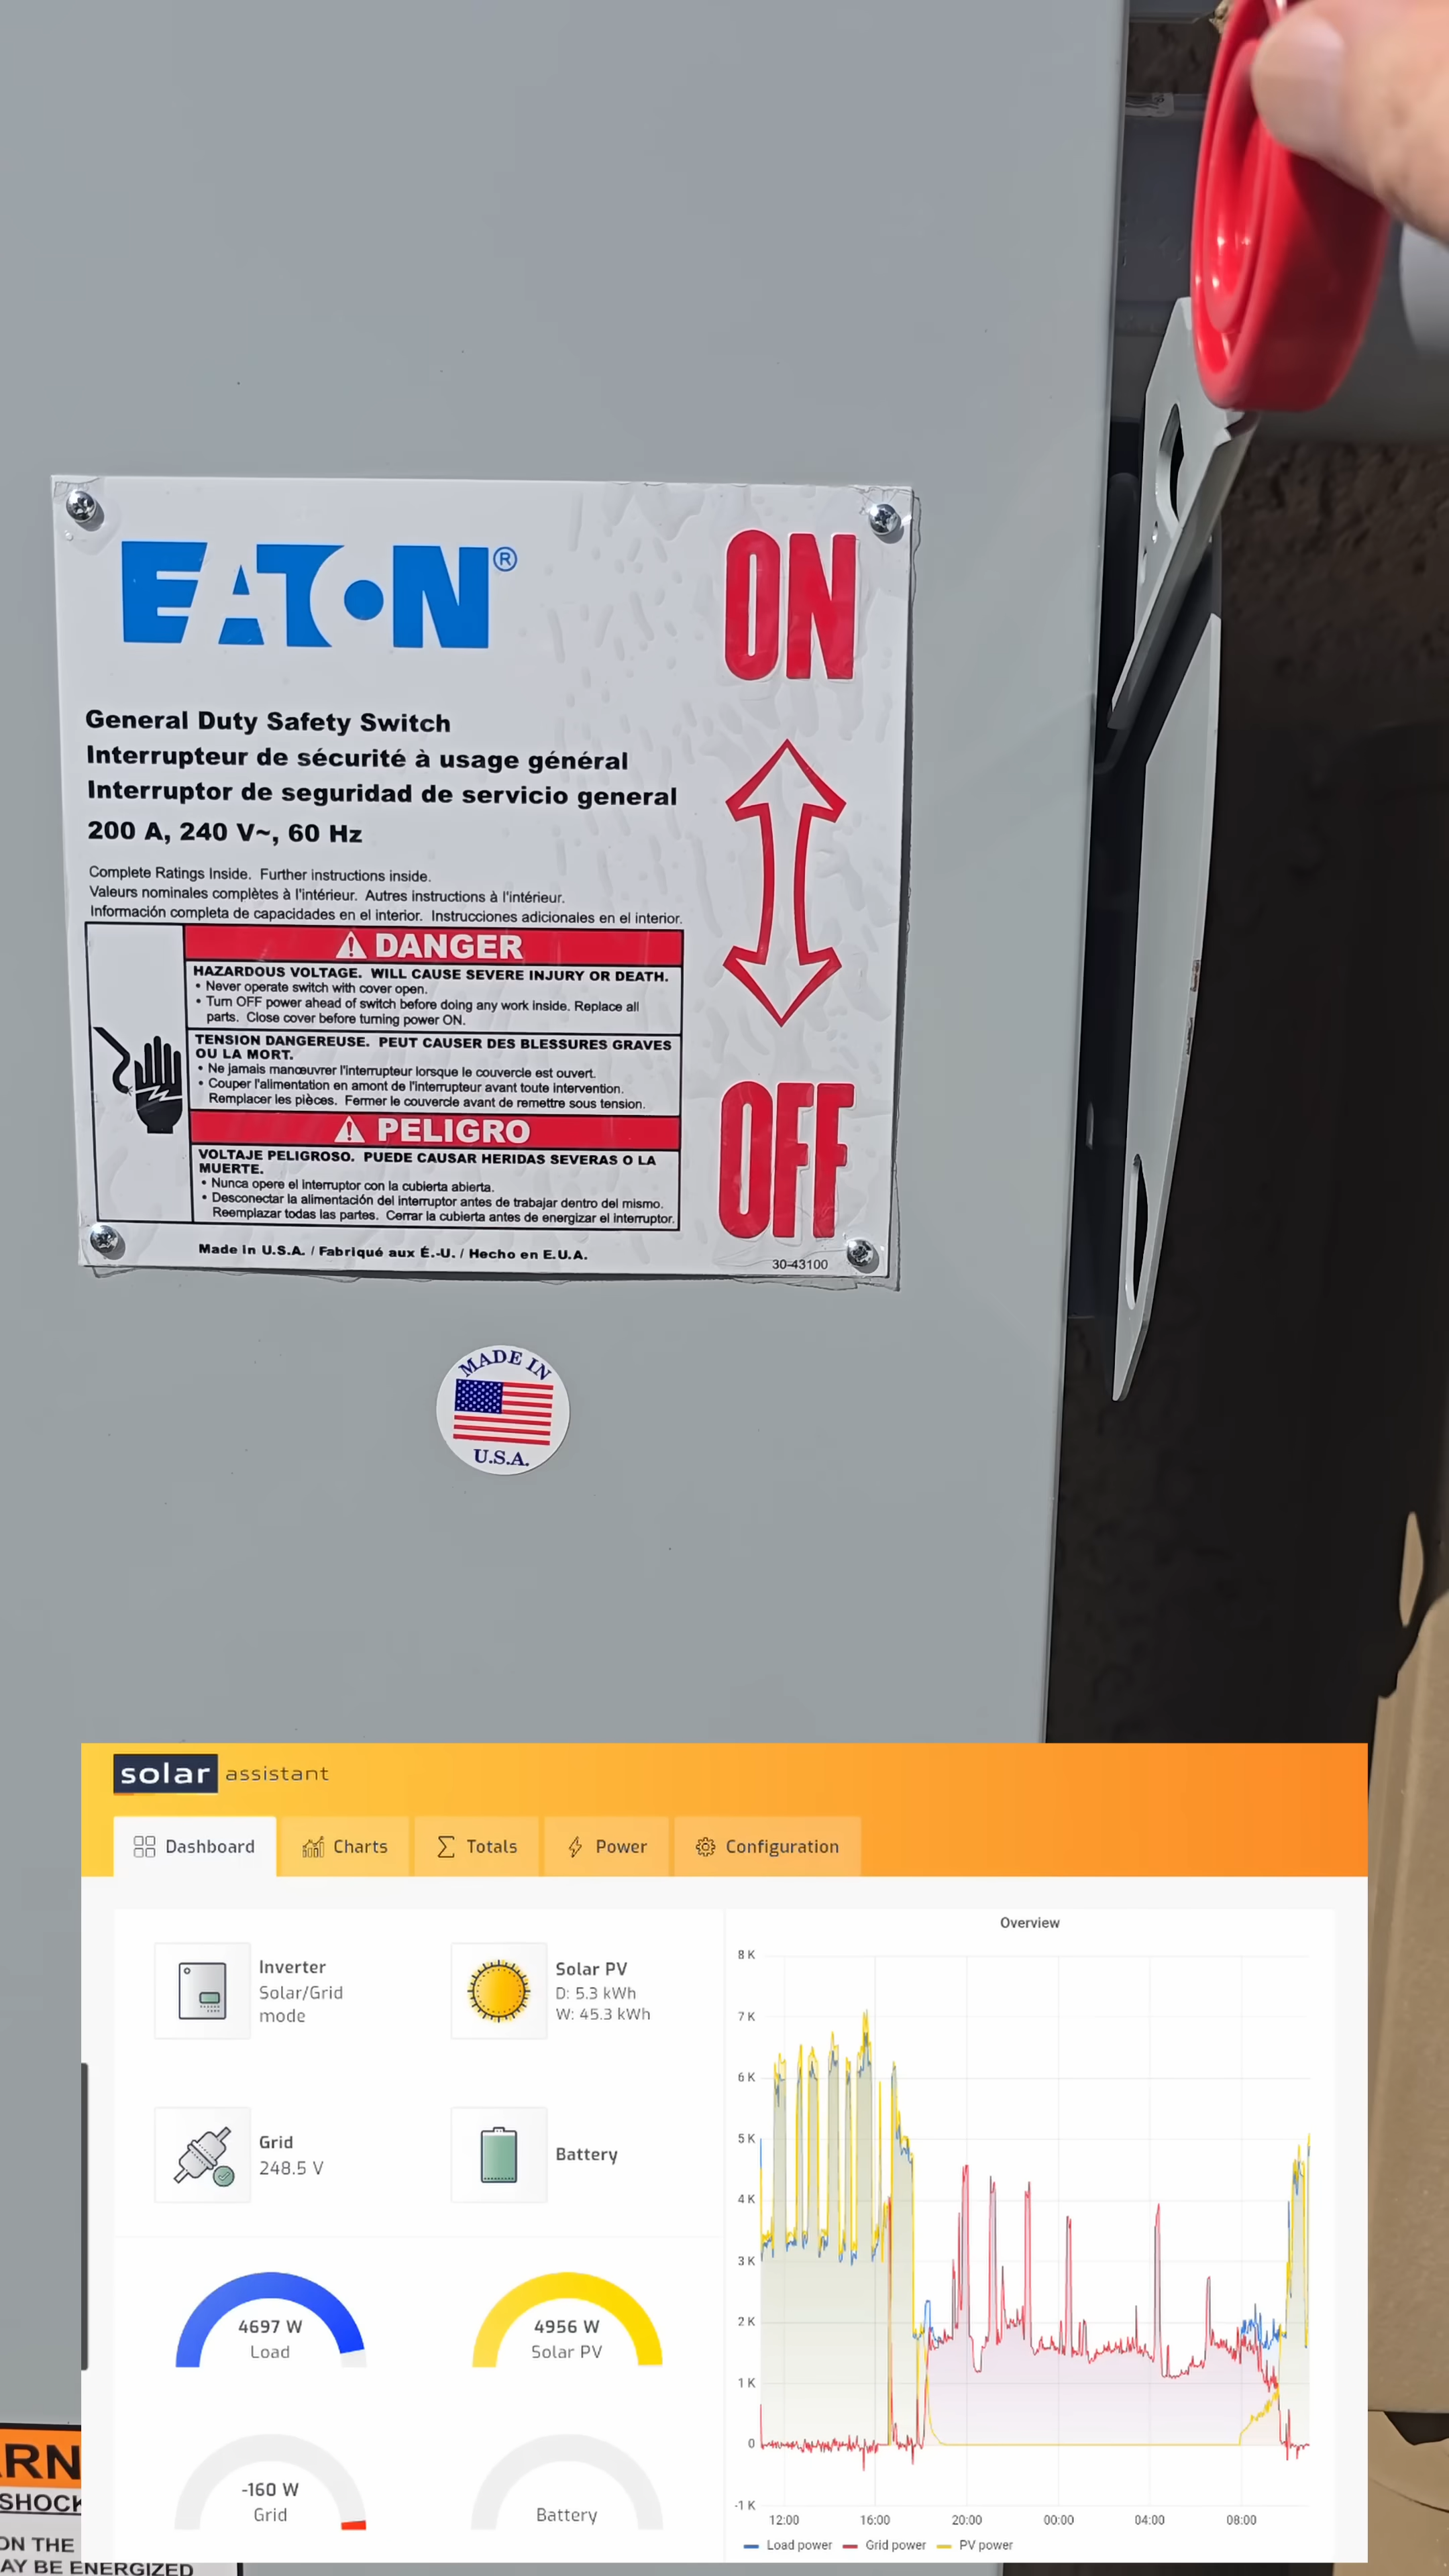 EATON®
ON
General Duty Safety Switch
Interrupteur de sécurité à usage général
Interruptor de seguridad de servicio general
200 A, 240 V~, 60 Hz
Complete Ratings Inside. Further instructions inside.
Valeurs nominales complètes à l'intérieur. Autres instructions à l'intérieur.
Información completa de capacidades en el interior. Instrucciones adicionales en el interior.
DANGER
HAZARDOUS VOLTAGE. WILL CAUSE SEVERE INJURY OR DEATH.
• Never operate switch with cover open.
• Turn OFF power ahead of switch before doing any work inside. Replace all
parts. Close cover before turning power ON.
TENSION DANGEREUSE. PEUT CAUSER DES BLESSURES GRAVES
OU LA MORT.
• Ne jamais manœuvrer l'interrupteur lorsque le couvercle est ouvert.
• Couper l'alimentation en amont de l'interrupteur avant toute intervention.
Remplacer les pièces. Fermer le couvercle avant de remettre sous tension.
PELIGRO
VOLTAJE PELIGROSO. PUEDE CAUSAR HERIDAS SEVERAS O LA
MUERTE.
• Nunca opere el interruptor con la cubierta abierta.
• Desconectar la alimentación del interruptor antes de trabajar dentro del mismo.
Reemplazar todas las partes. Cerrar la cubierta antes de energizar el interruptor.
OFF
Made in U.S.A. / Fabriqué aux É.-U. / Hecho en E.U.A.
30-43100
MADE IN
U.S.A.
solar assistant
Dashboard
Charts
Totals
Power
Configuration
Inverter
Solar/Grid
mode
Solar PV
D: 5.3 kWh
W: 45.3 kWh
Grid
248.5 V
Battery
4697 W
Load
4956 W
Solar PV
-160 W
Grid
Battery
Overview
8 K
7 K
6 K
5 K
4 K
3 K
2 K
1 K
0
-1 K
12:00 16:00 20:00 00:00 04:00 08:00
Load power Grid power PV power
RN
SHOCK
ON THE
AY BE ENERGIZED